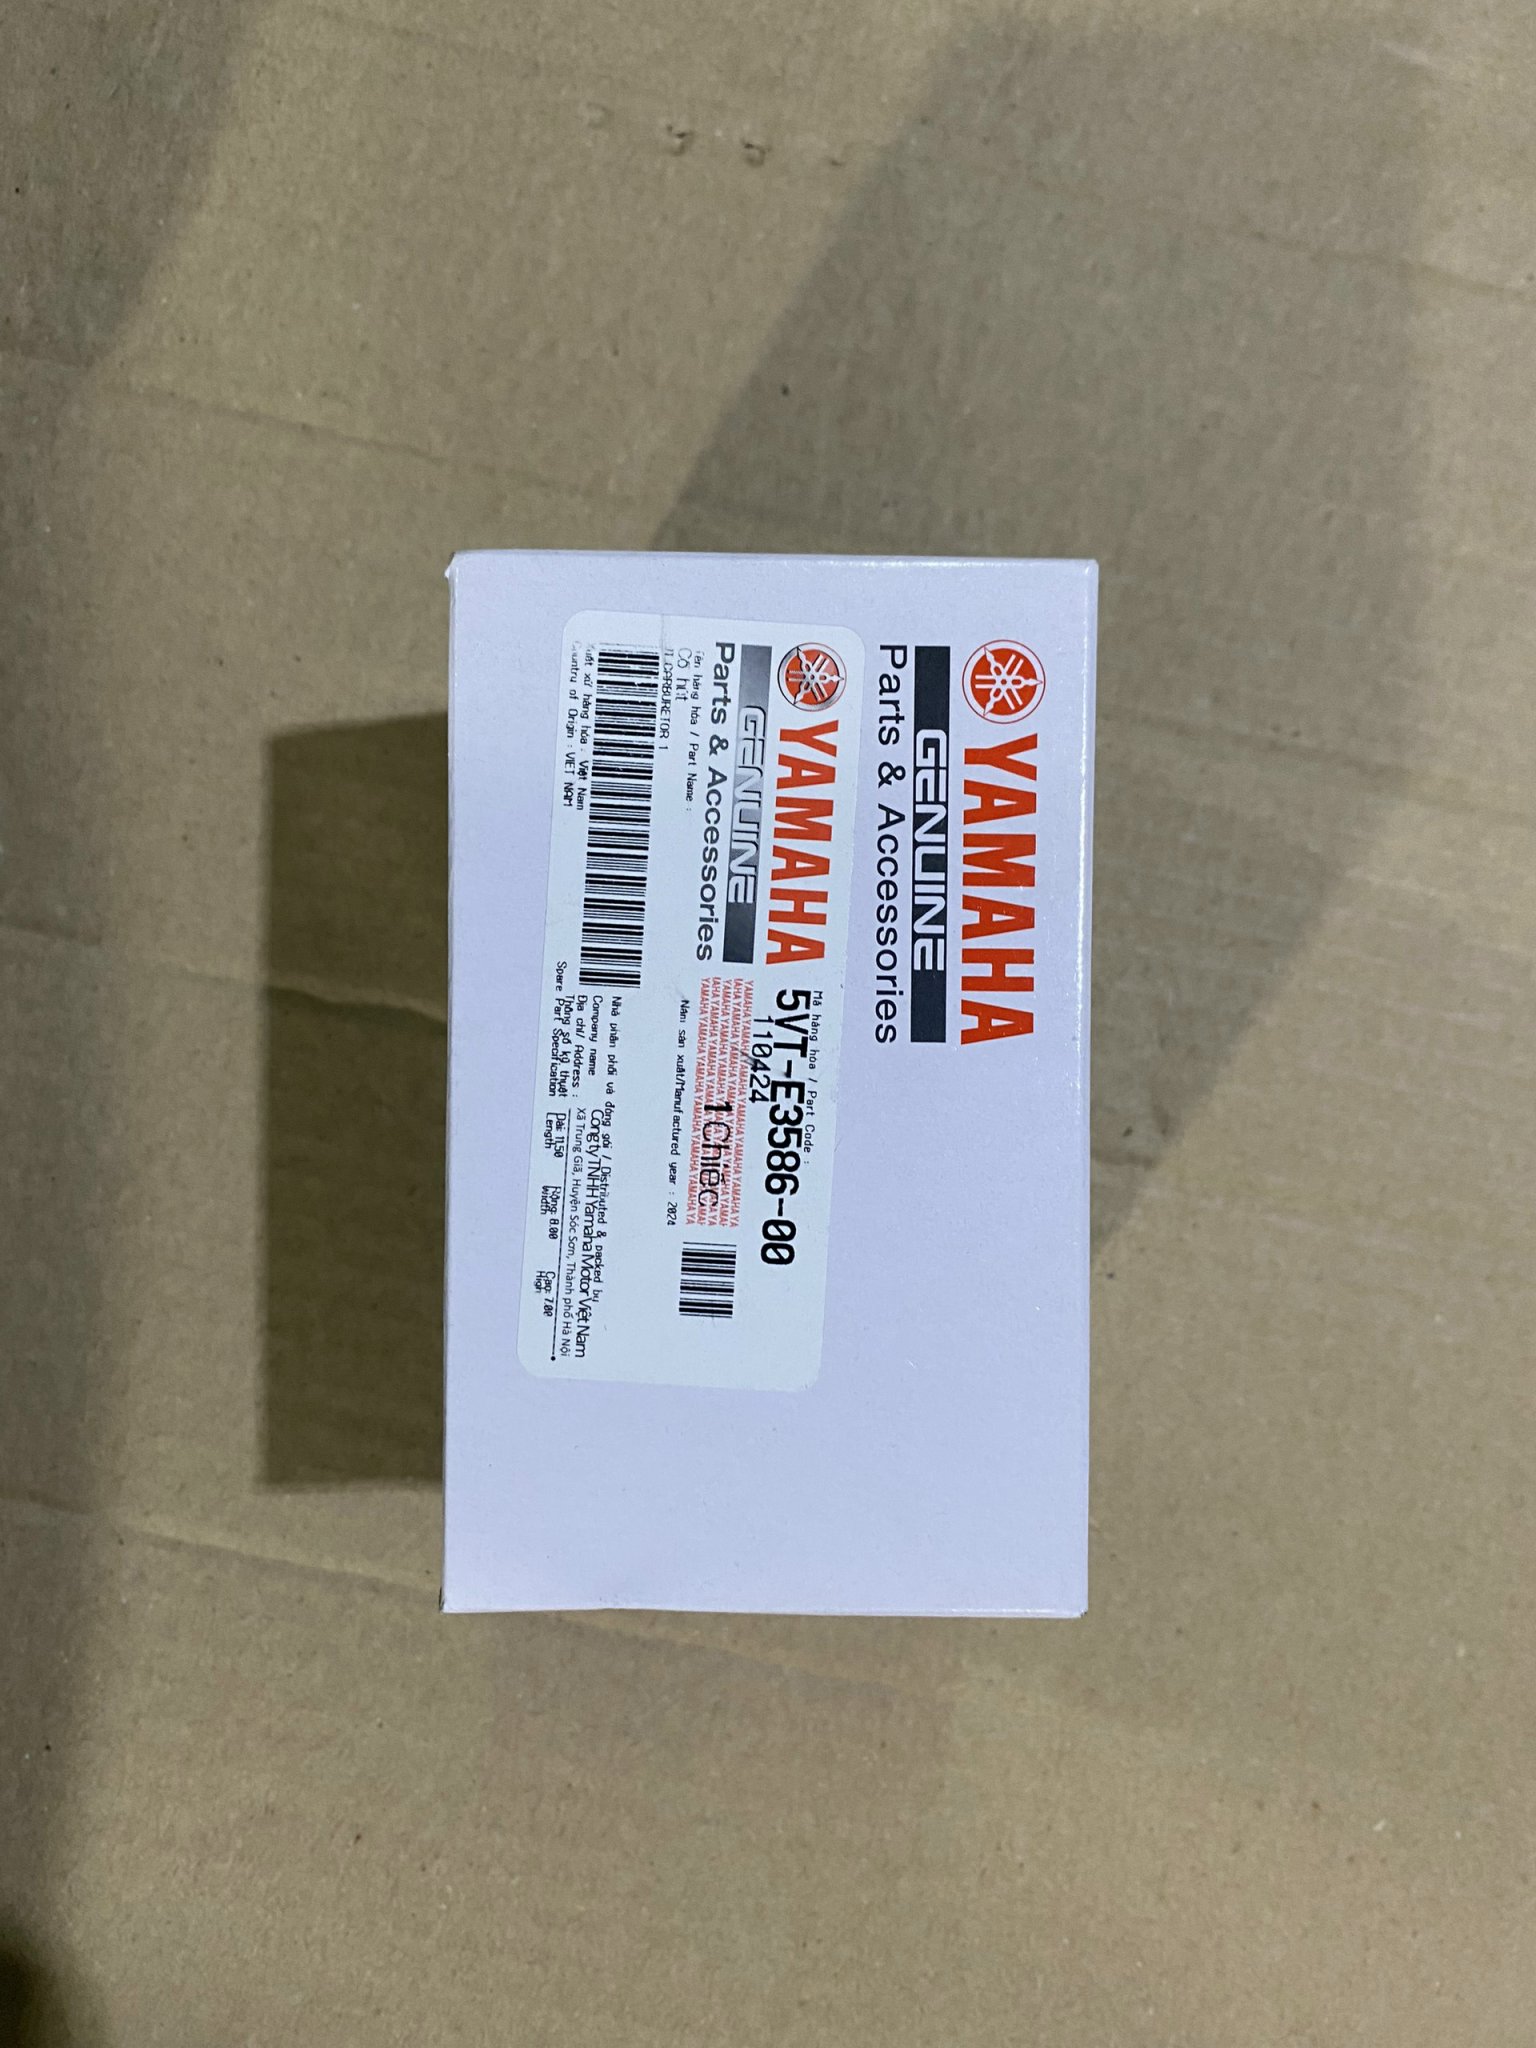 YAMAHA
GENUINE
Parts & Accessories
YAMAHA
GENUINE
Parts & Accessories
Mã hàng hóa / Part Code :
5VT-E3586-00
110424
1Chiếc
Tên hàng hóa / Part Name :
Cổ hút
JT,CARBURETOR 1
Năm sản xuất/Manufactured year : 2024
Xuất xứ hàng hóa : Việt Nam
Country of Origin : VIET NAM
Nhà phân phối và đóng gói / Distributed & packed by
Company name Công ty TNHH Yamaha Motor Việt Nam
Địa chỉ/ Address : Xã Trung Giã, Huyện Sóc Sơn, Thành phố Hà Nội
Thông số kỹ thuật Dài: 11.50 Rộng: 8.00 Cao: 7.00
Spare Part Specification Length Width High